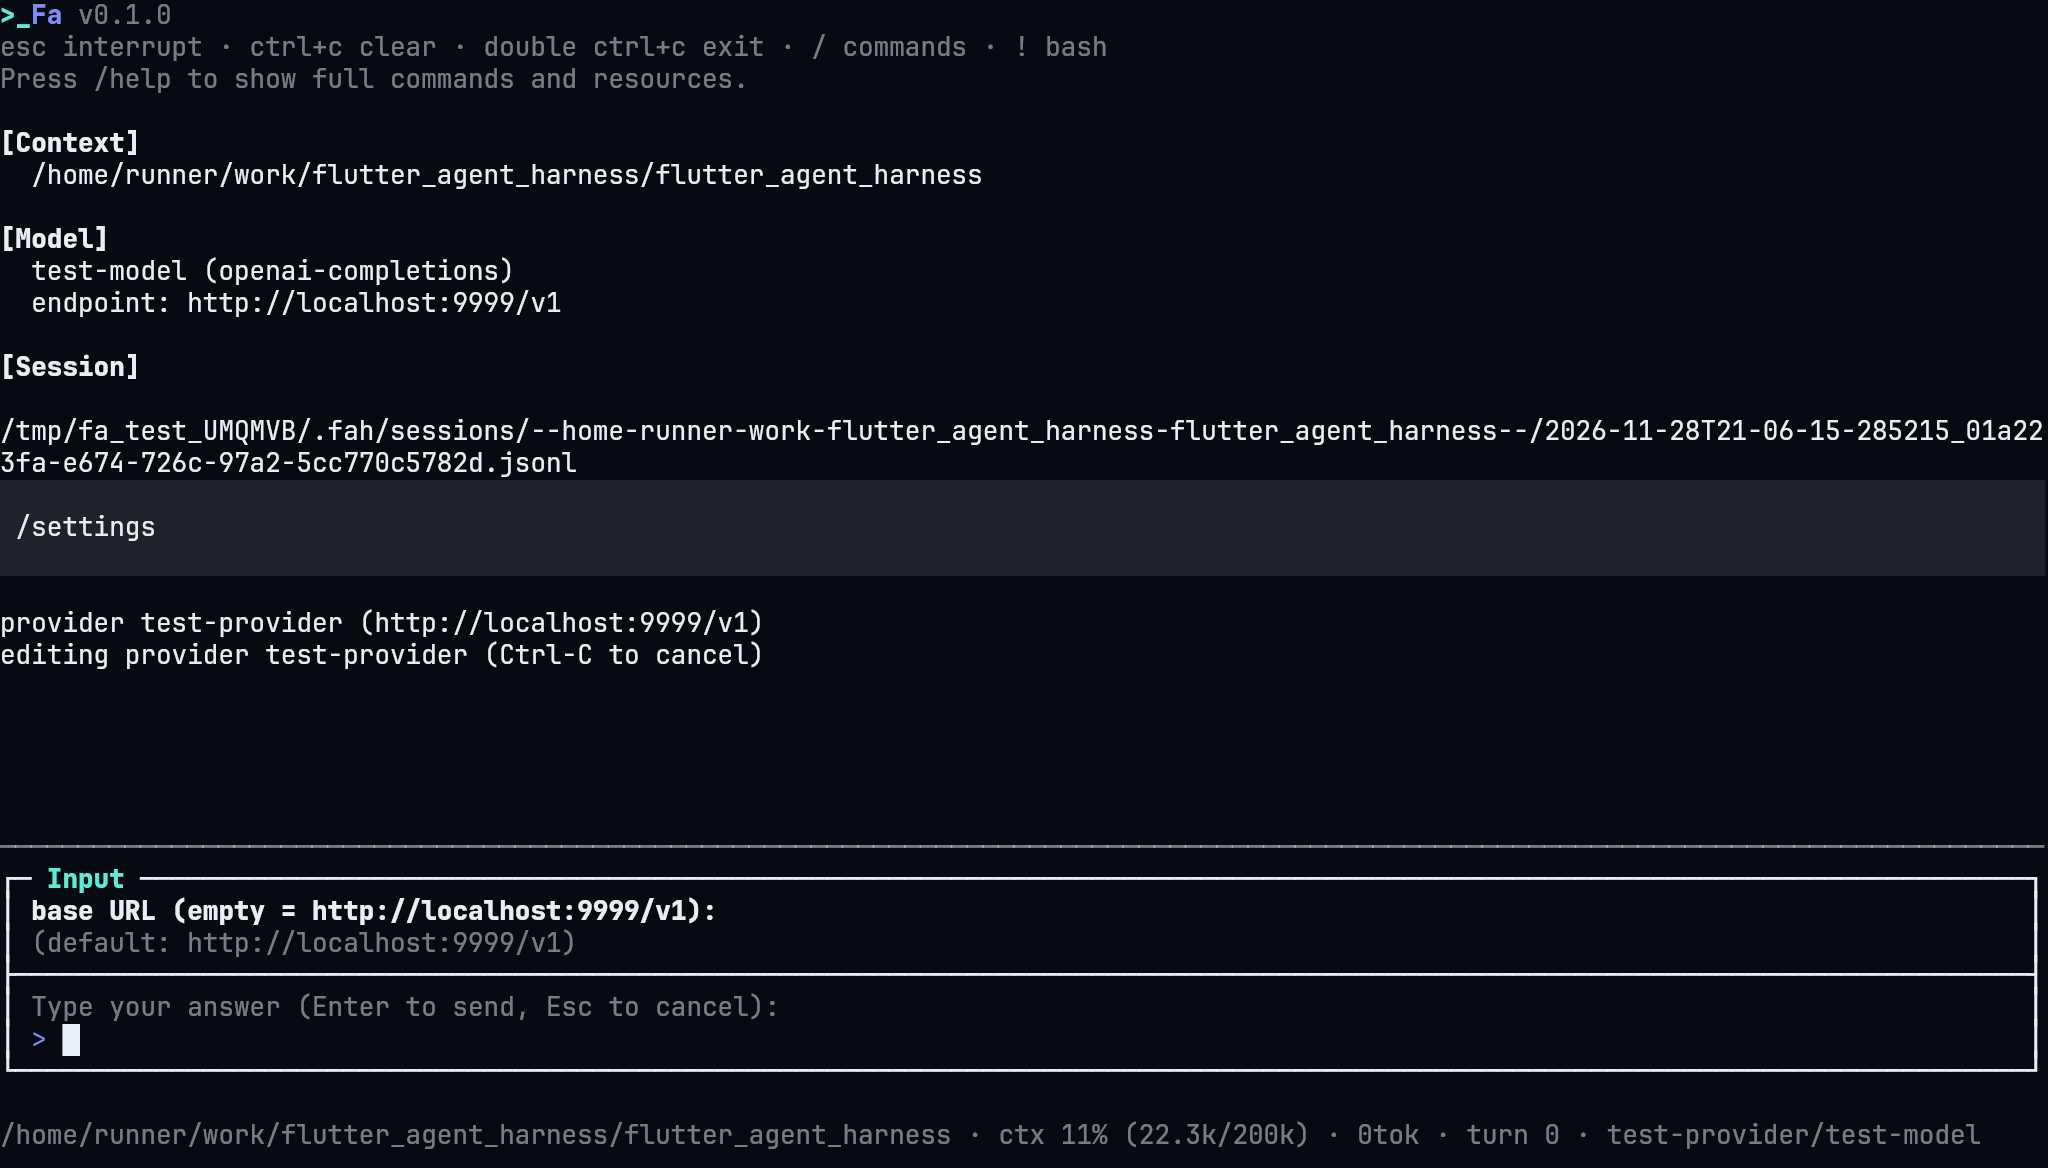 >_Fa v0.1.0
esc interrupt · ctrl+c clear · double ctrl+c exit · / commands · ! bash
Press /help to show full commands and resources.
[Context]
/home/runner/work/flutter_agent_harness/flutter_agent_harness
[Model]
test-model (openai-completions)
endpoint: http://localhost:9999/v1
[Session]
/tmp/fa_test_UMQMVB/.fah/sessions/--home-runner-work-flutter_agent_harness-flutter_agent_harness--/2026-11-28T21-06-15-285215_01a22
3fa-e674-726c-97a2-5cc770c5782d.jsonl
/settings
provider test-provider (http://localhost:9999/v1)
editing provider test-provider (Ctrl-C to cancel)
Input
base URL (empty = http://localhost:9999/v1):
(default: http://localhost:9999/v1)
Type your answer (Enter to send, Esc to cancel):
>
/home/runner/work/flutter_agent_harness/flutter_agent_harness · ctx 11% (22.3k/200k) · 0tok · turn 0 · test-provider/test-model